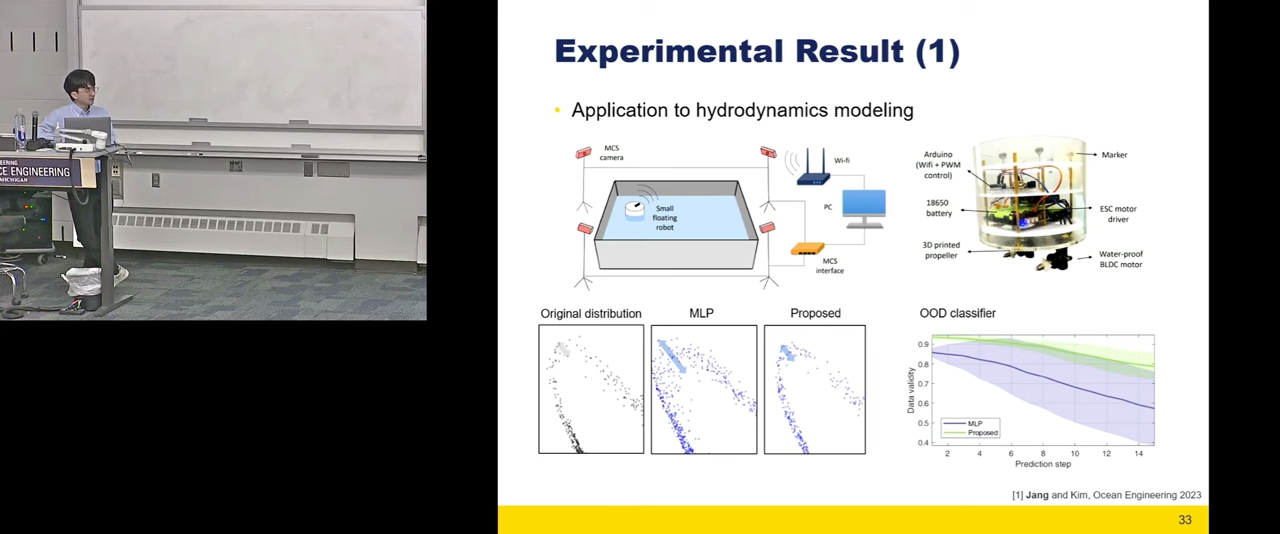 Experimental Result (1)
• Application to hydrodynamics modeling
MCS
camera
Wi-fi
Small
floating
robot
PC
MCS
interface
Arduino
(Wifi + PWM
control)
18650
battery
3D printed
propeller
Marker
ESC motor
driver
Water-proof
BLDC motor
Original distribution
MLP
Proposed
OOD classifier
0.9
0.8
0.7
0.6
0.5
0.4
Data validity
MLP
Proposed
2 4 6 8 10 12 14
Prediction step
[1] Jang and Kim, Ocean Engineering 2023
33
CE ENGINEERING
MICHIGAN